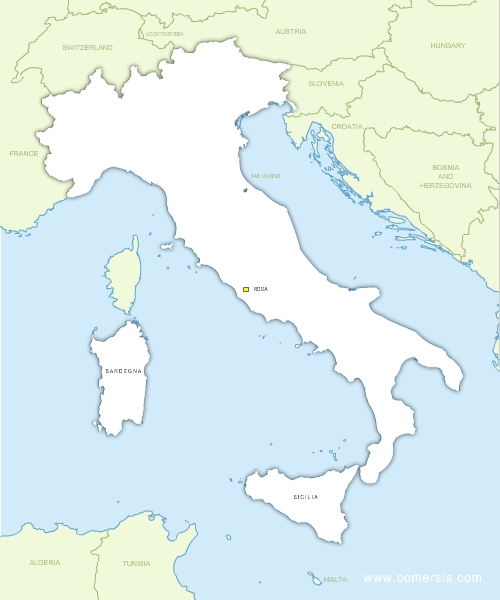 AUSTRIA
LIECHTENSTEIN
SWITZERLAND
HUNGARY
SLOVENIA
CROATIA
FRANCE
BOSNIA
AND
HERZEGOVINA
SAN MARINO
ROMA
SARDEGNA
SICILIA
ALGERIA
TUNISIA
MALTA
www.comersis.com